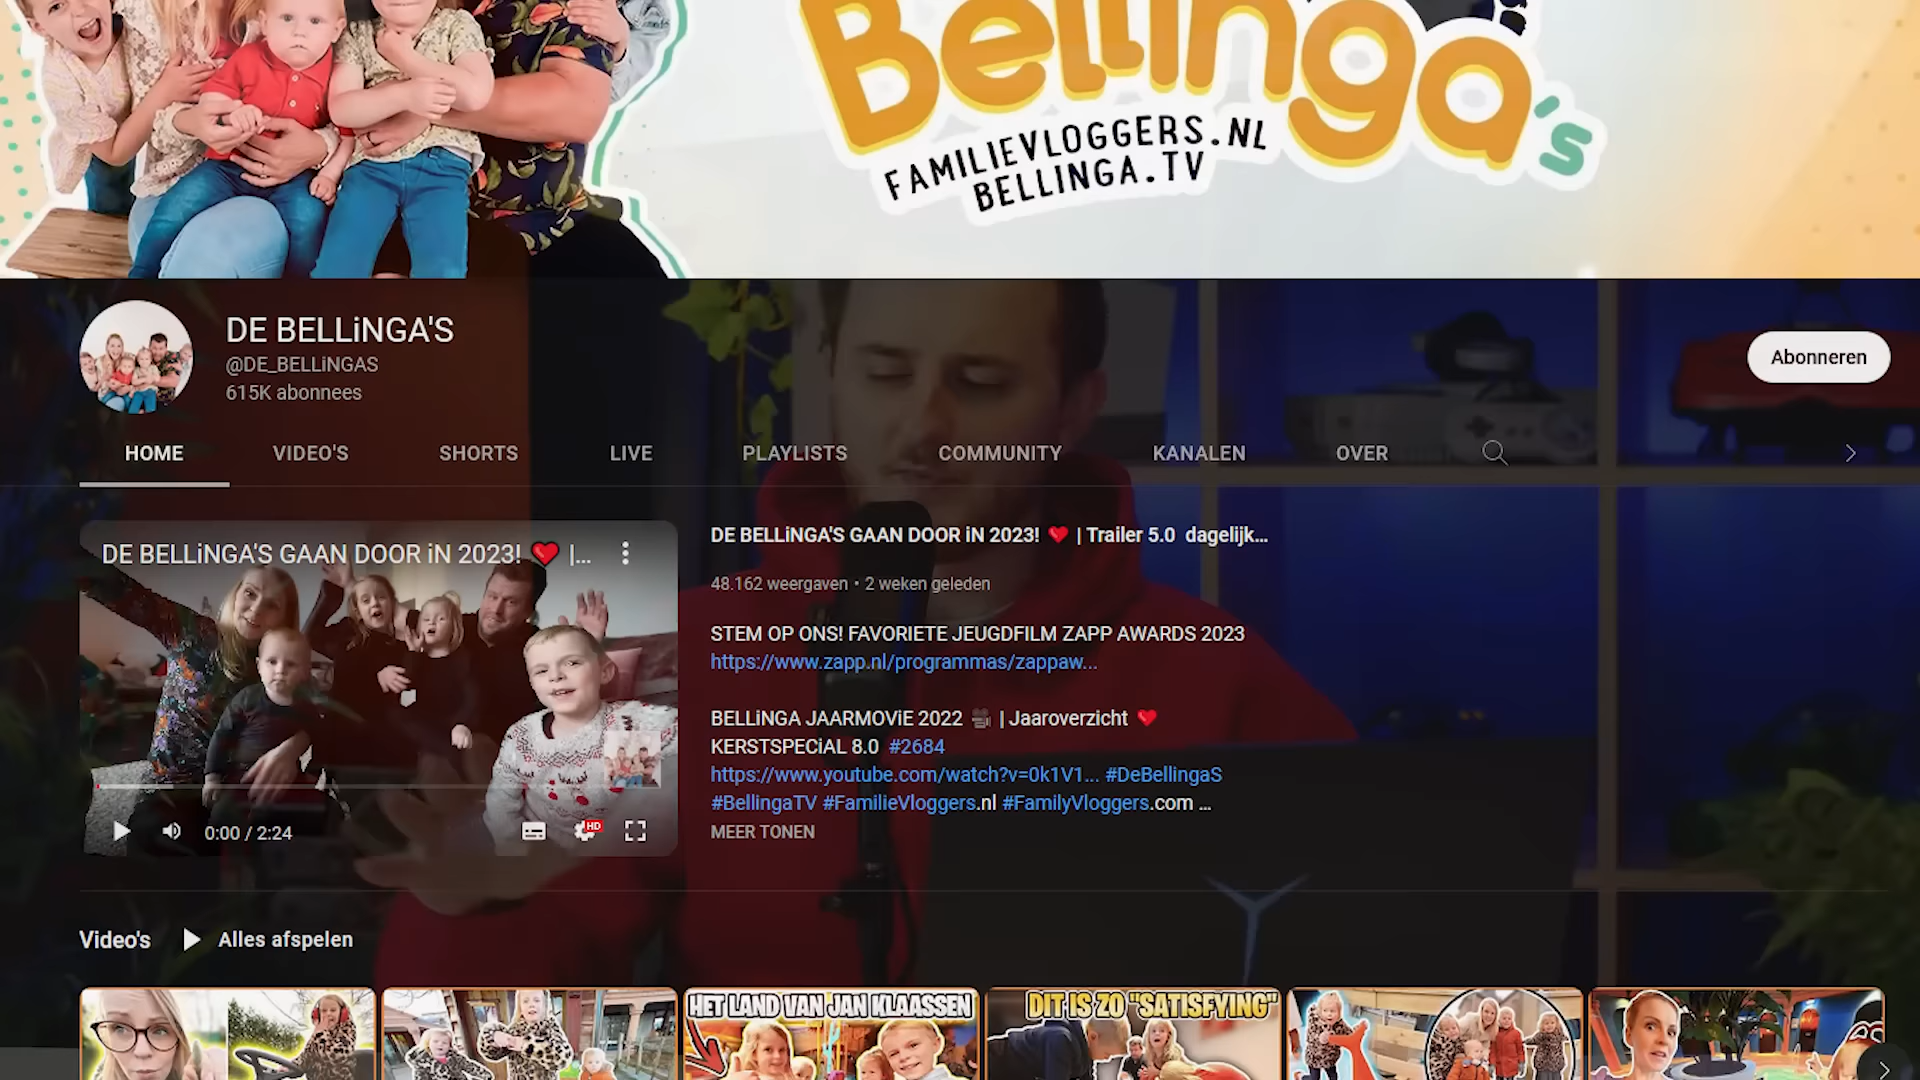 Bellinga's
FAMILIEVLOGGERS.NL
BELLINGA.TV
DE BELLiNGA'S
@DE_BELLiNGAS
615K abonnees
Abonneren
HOME VIDEO'S SHORTS LIVE PLAYLISTS COMMUNITY KANALEN OVER
DE BELLiNGA'S GAAN DOOR iN 2023! ❤️ |...
0:00 / 2:24
HD
DE BELLiNGA'S GAAN DOOR iN 2023! ❤️ | Trailer 5.0 dagelijk...
48.162 weergaven • 2 weken geleden
STEM OP ONS! FAVORIETE JEUGDFILM ZAPP AWARDS 2023
https://www.zapp.nl/programmas/zappaw...
BELLiNGA JAARMOViE 2022 🎥 | Jaaroverzicht ❤️
KERSTSPECiAL 8.0 #2684
https://www.youtube.com/watch?v=0k1V1... #DeBellingaS
#BellingaTV #FamilieVloggers.nl #FamilyVloggers.com ...
MEER TONEN
Video's Alles afspelen
HET LAND VAN JAN KLAASSEN
DIT IS ZO "SATISFYING"